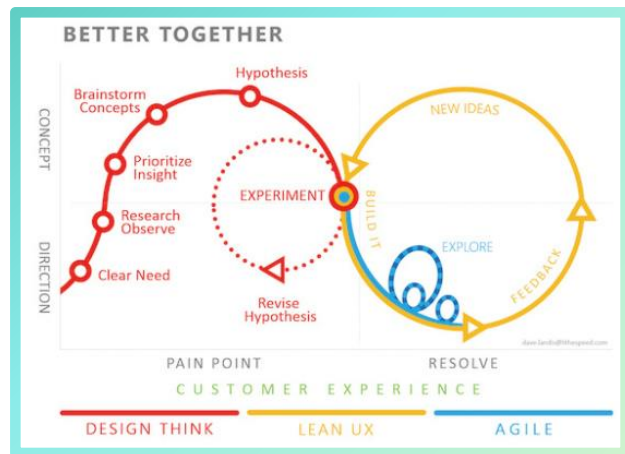 BETTER TOGETHER
Hypothesis
Brainstorm
Concepts
NEW IDEAS
CONCEPT
Prioritize
Insight
EXPERIMENT
BUILD IT
Research
Observe
EXPLORE
DIRECTION
Clear Need
FEEDBACK
Revise
Hypothesis
PAIN POINT
RESOLVE
CUSTOMER EXPERIENCE
DESIGN THINK
LEAN UX
AGILE